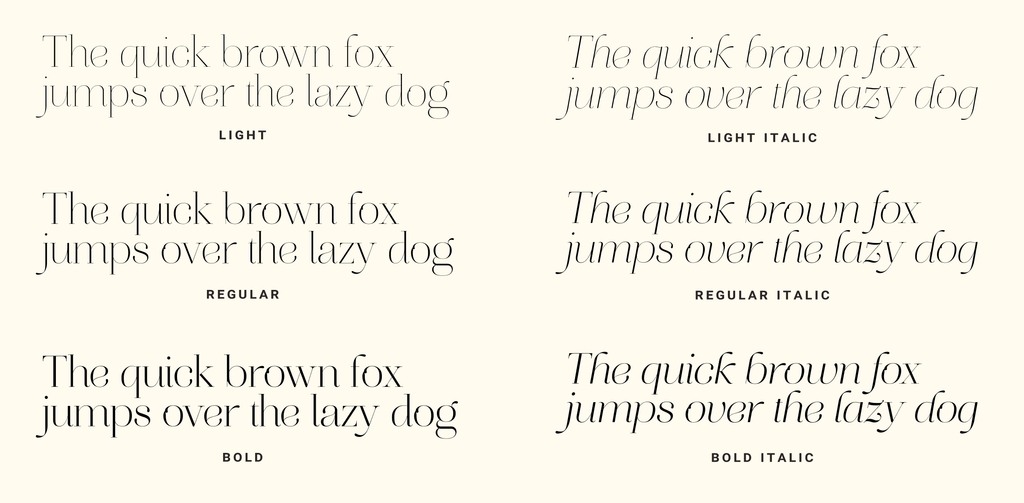 The quick brown fox
jumps over the lazy dog
LIGHT
The quick brown fox
jumps over the lazy dog
LIGHT ITALIC
The quick brown fox
jumps over the lazy dog
REGULAR
The quick brown fox
jumps over the lazy dog
REGULAR ITALIC
The quick brown fox
jumps over the lazy dog
BOLD
The quick brown fox
jumps over the lazy dog
BOLD ITALIC